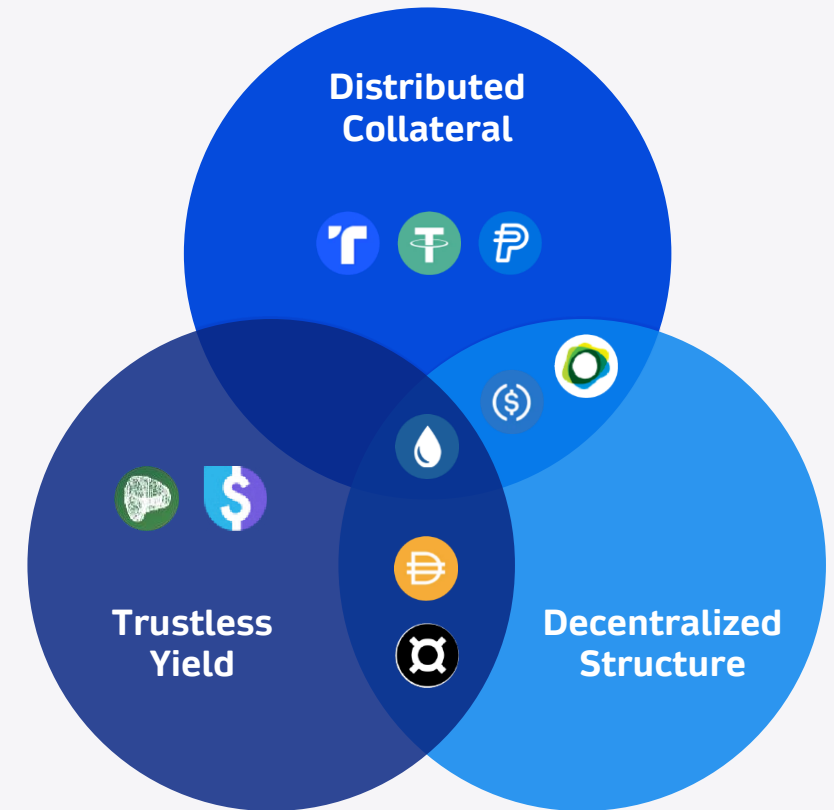 Distributed
Collateral
Trustless
Yield
Decentralized
Structure